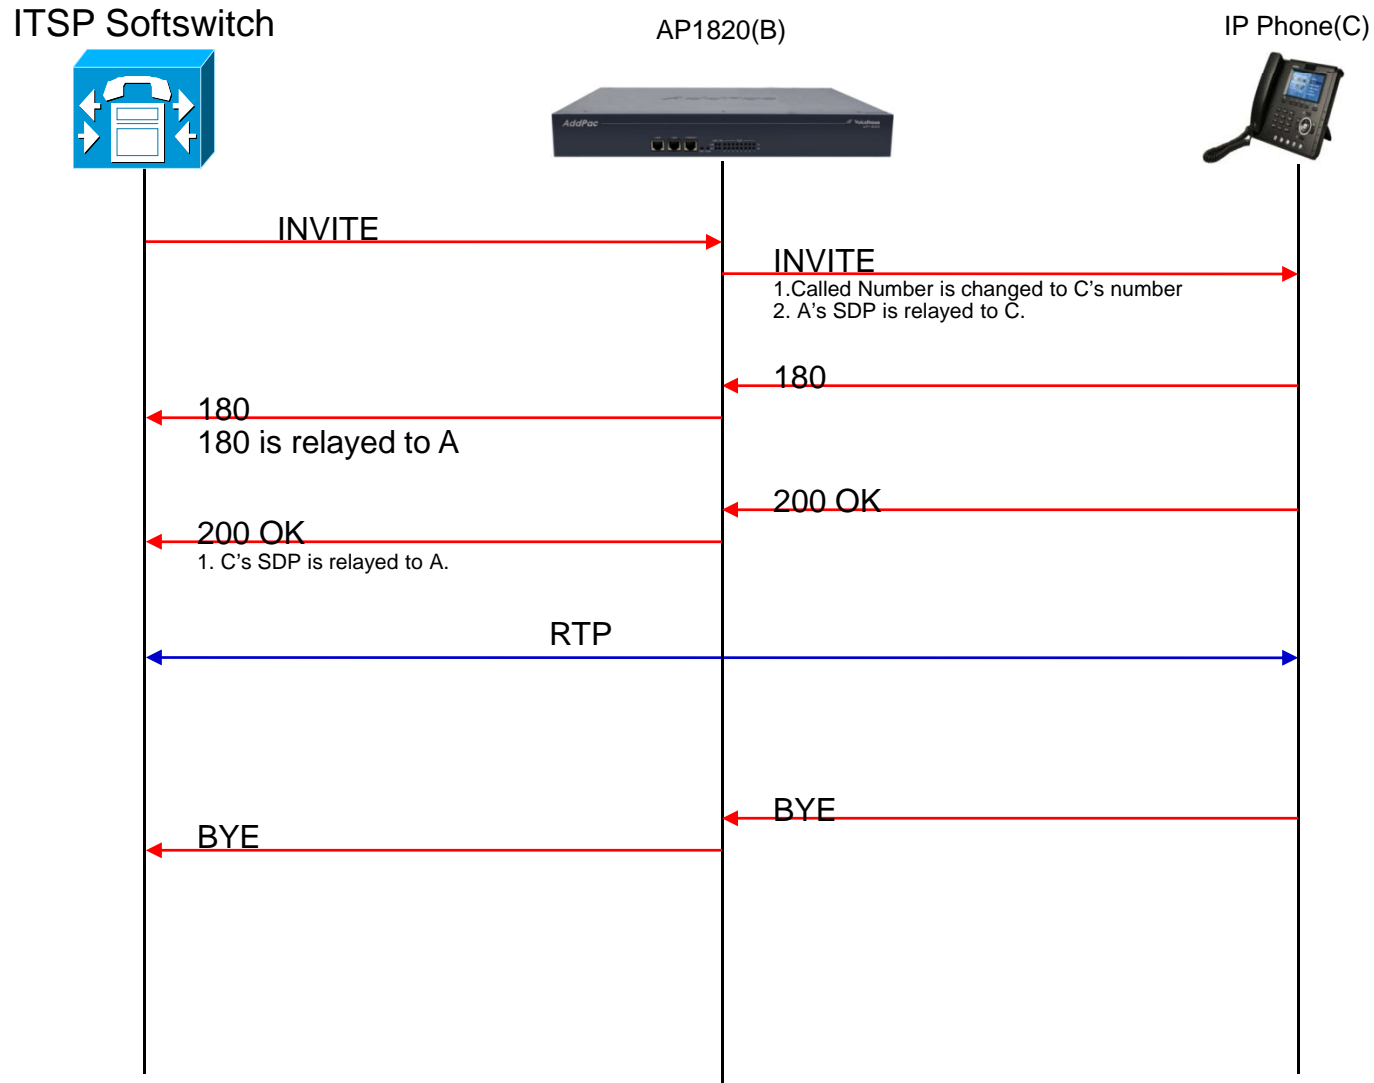 ITSP Softswitch
AP1820(B)
IP Phone(C)
AddPac
INVITE
INVITE
1.Called Number is changed to C’s number
2. A’s SDP is relayed to C.
180
180
180 is relayed to A
200 OK
200 OK
1. C’s SDP is relayed to A.
RTP
BYE
BYE